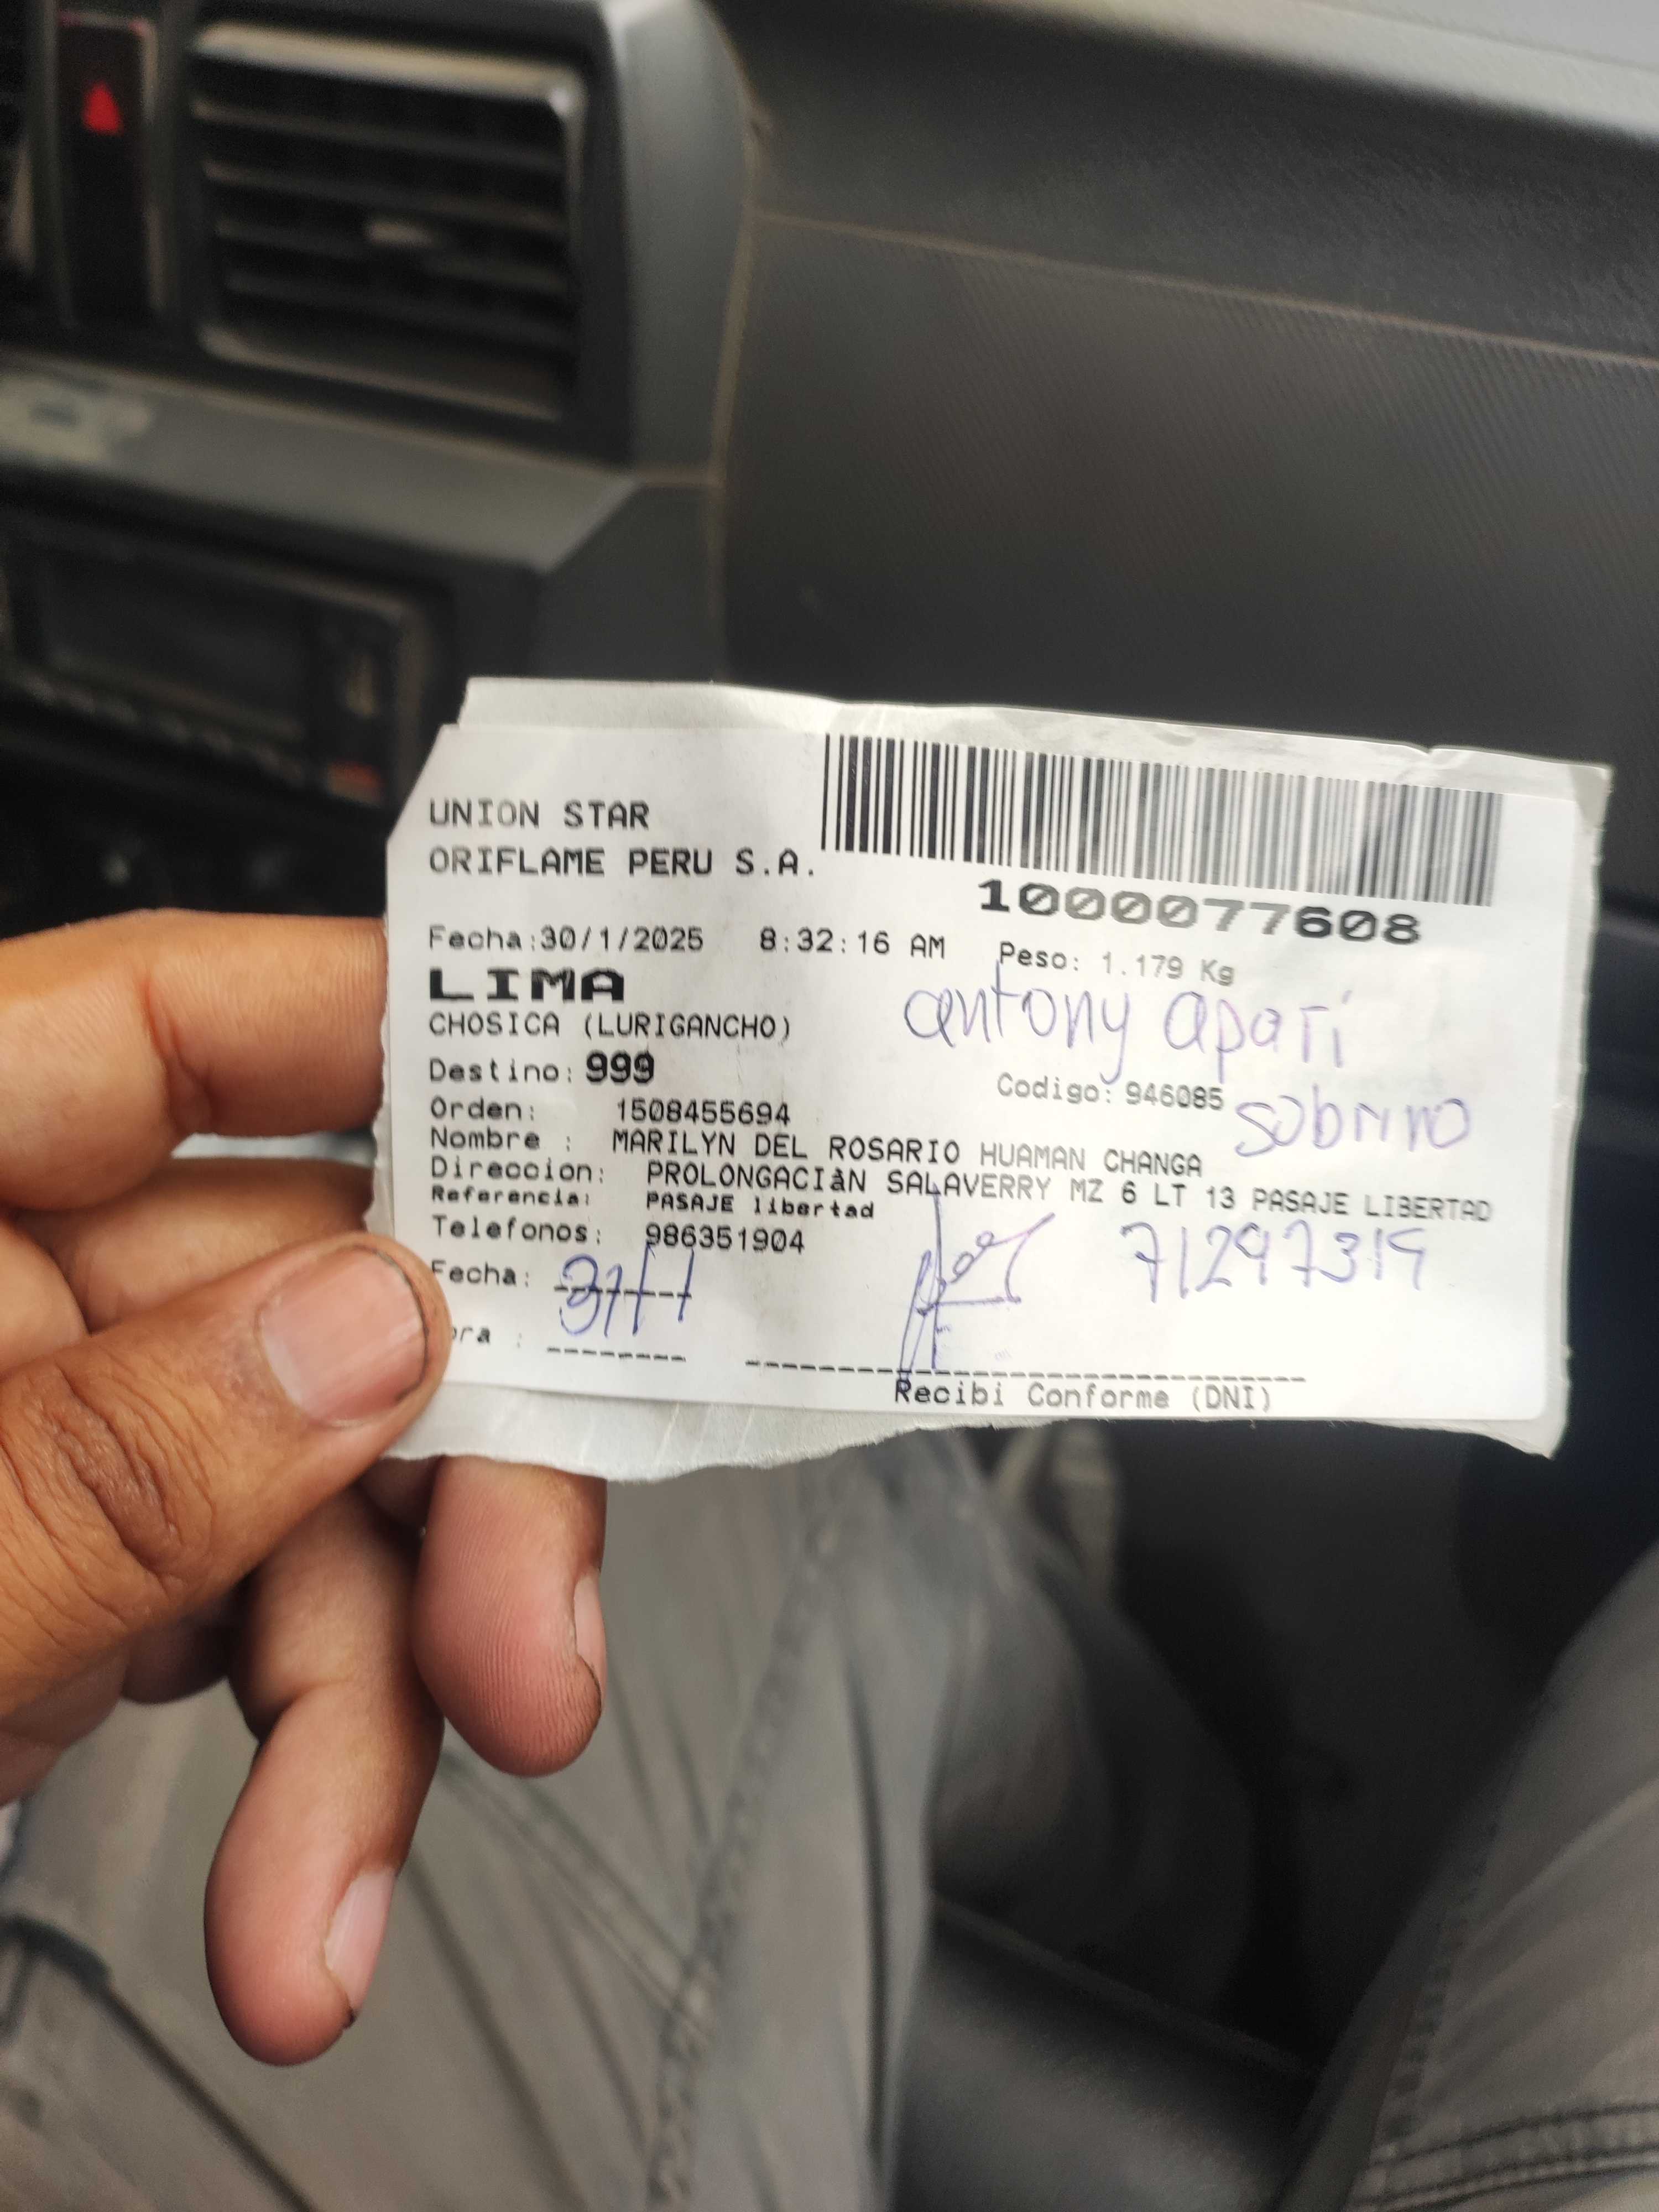 UNION STAR
ORIFLAME PERU S.A.
1000077608
Fecha:30/1/2025 8:32:16 AM Peso: 1.179 Kg
LIMA
antony apari
CHOSICA (LURIGANCHO)
Destino: 999
Codigo: 946085
sobrino
Orden: 1508455694
Nombre : MARILYN DEL ROSARIO HUAMAN CHANGA
Direccion: PROLONGACIàN SALAVERRY MZ 6 LT 13 PASAJE LIBERTAD
Referencia: PASAJE libertad
Telefonos: 986351904
71297319
Fecha: 31/1
ora :
Recibi Conforme (DNI)